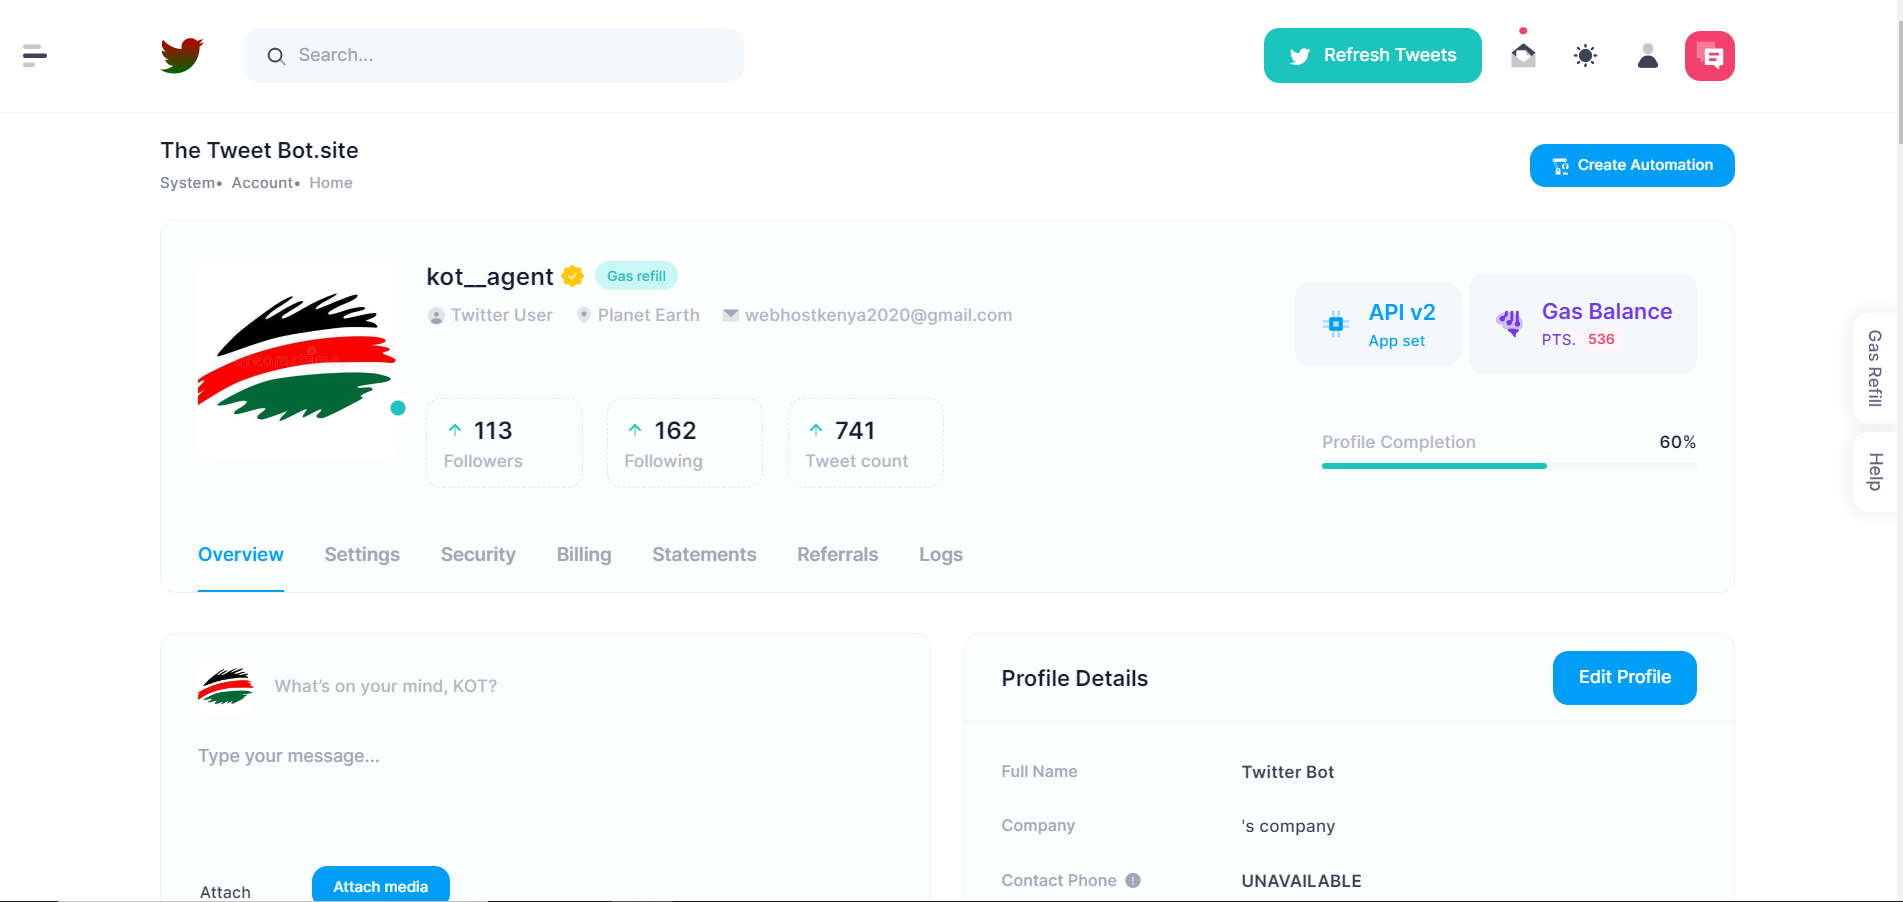 Search...
Refresh Tweets
The Tweet Bot.site
System• Account• Home
Create Automation
kot__agent
Gas refill
Twitter User
Planet Earth
webhostkenya2020@gmail.com
API v2
App set
Gas Balance
PTS. 536
113
Followers
162
Following
741
Tweet count
Profile Completion
60%
Gas Refill
Help
Overview
Settings
Security
Billing
Statements
Referrals
Logs
What's on your mind, KOT?
Type your message...
Attach
Attach media
Profile Details
Edit Profile
Full Name
Twitter Bot
Company
's company
Contact Phone
UNAVAILABLE